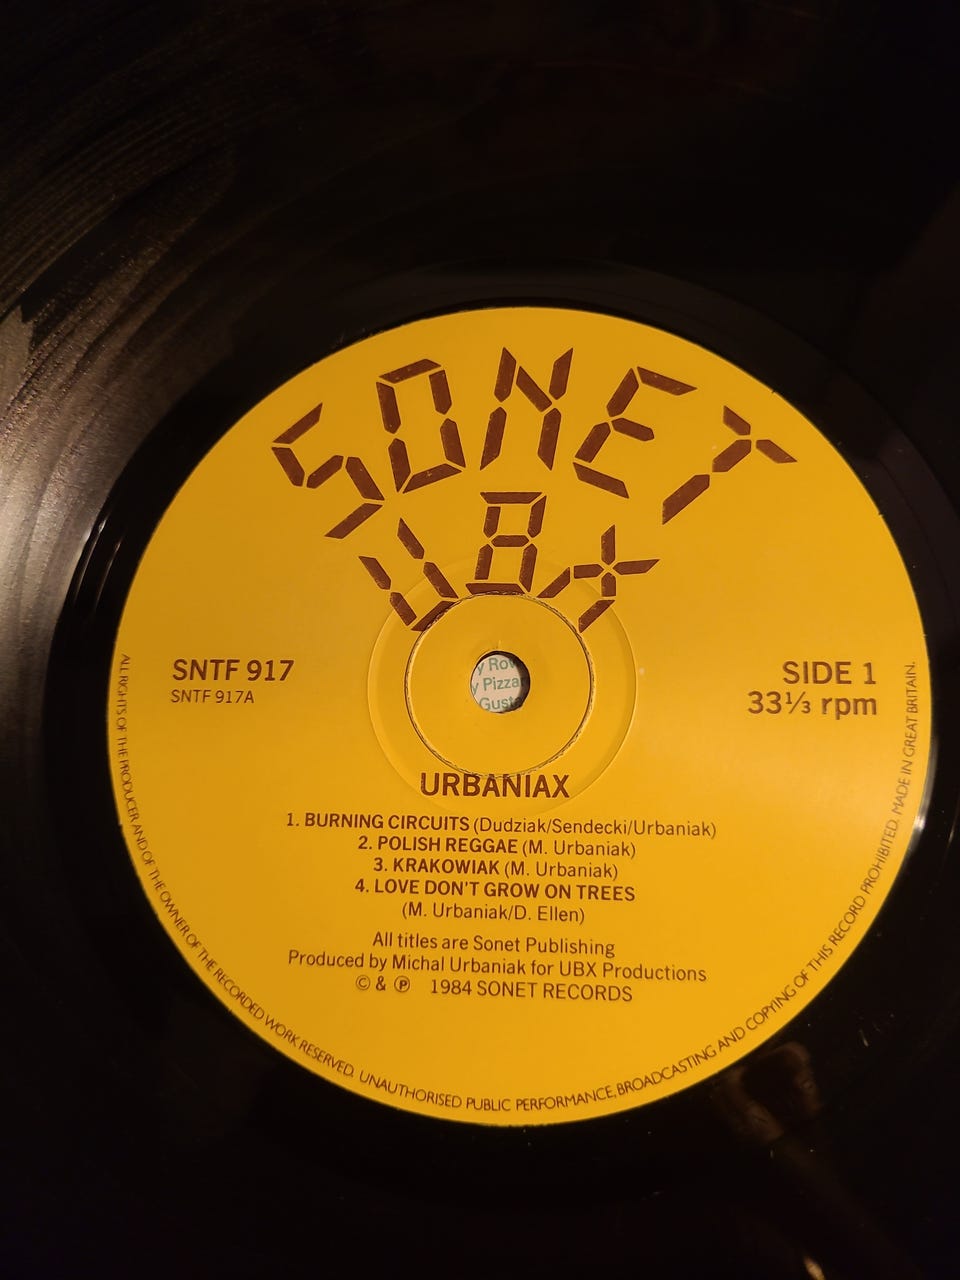 SONET
UBX
SNTF 917
SNTF 917A
SIDE 1
33⅓ rpm
y Row
y Pizzar
Gust
URBANIAX
1. BURNING CIRCUITS (Dudziak/Sendecki/Urbaniak)
2. POLISH REGGAE (M. Urbaniak)
3. KRAKOWIAK (M. Urbaniak)
4. LOVE DON'T GROW ON TREES
(M. Urbaniak/D. Ellen)
All titles are Sonet Publishing
Produced by Michal Urbaniak for UBX Productions
© & ℗ 1984 SONET RECORDS
ALL RIGHTS OF THE PRODUCER AND OF THE OWNER OF THE RECORDED WORK RESERVED. UNAUTHORISED PUBLIC PERFORMANCE, BROADCASTING AND COPYING OF THIS RECORD PROHIBITED. MADE IN GREAT BRITAIN.